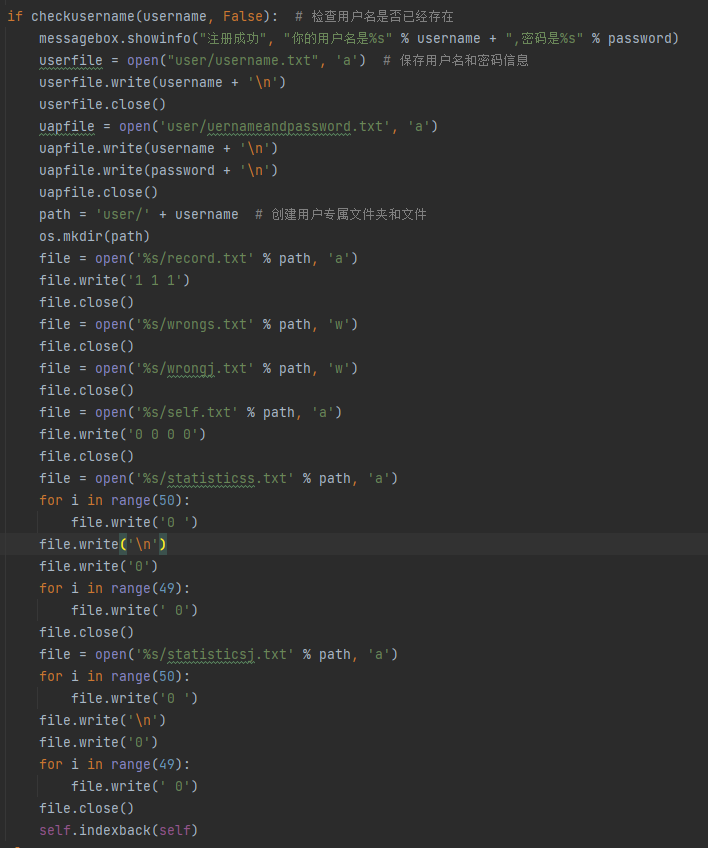 if checkusername(username, False):  # 检查用户名是否已经存在
    messagebox.showinfo("注册成功", "你的用户名是%s" % username + ",密码是%s" % password)
    userfile = open("user/username.txt", 'a')  # 保存用户名和密码信息
    userfile.write(username + '\n')
    userfile.close()
    uapfile = open('user/uernameandpassword.txt', 'a')
    uapfile.write(username + '\n')
    uapfile.write(password + '\n')
    uapfile.close()
    path = 'user/' + username  # 创建用户专属文件夹和文件
    os.mkdir(path)
    file = open('%s/record.txt' % path, 'a')
    file.write('1 1 1')
    file.close()
    file = open('%s/wrongs.txt' % path, 'w')
    file.close()
    file = open('%s/wrongj.txt' % path, 'w')
    file.close()
    file = open('%s/self.txt' % path, 'a')
    file.write('0 0 0 0')
    file.close()
    file = open('%s/statisticss.txt' % path, 'a')
    for i in range(50):
        file.write('0 ')
    file.write('\n')
    file.write('0')
    for i in range(49):
        file.write(' 0')
    file.close()
    file = open('%s/statisticsj.txt' % path, 'a')
    for i in range(50):
        file.write('0 ')
    file.write('\n')
    file.write('0')
    for i in range(49):
        file.write(' 0')
    file.close()
    self.indexback(self)